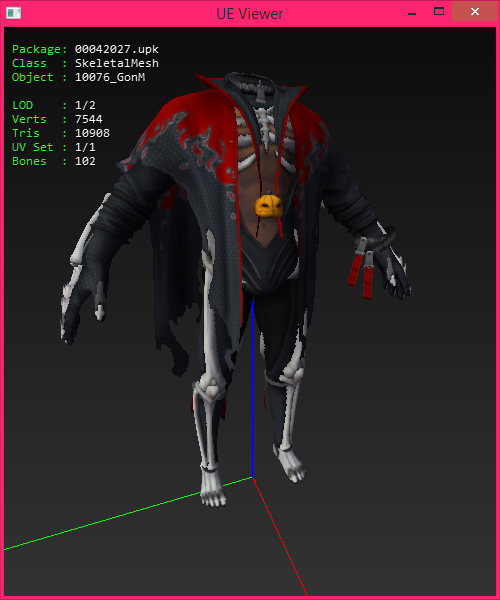 UE Viewer
Package: 00042027.upk
Class : SkeletalMesh
Object : 10076_GonM
LOD : 1/2
Verts : 7544
Tris : 10908
UV Set : 1/1
Bones : 102